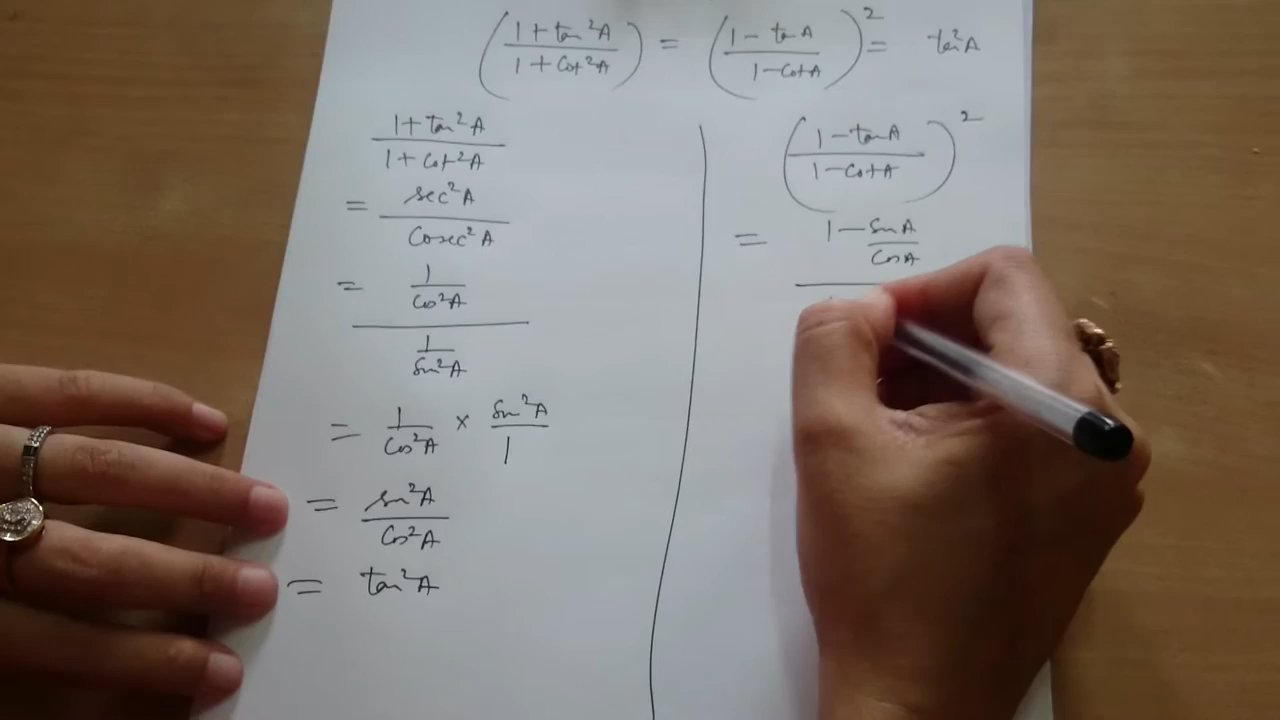 (1 + tan²A / 1 + Cot²A) = (1 - tanA / 1 - CotA)² = tan²A
1 + tan²A / 1 + Cot²A
= sec²A / Cosec²A
= 1/Cos²A / 1/Sin²A
= 1/Cos²A × Sin²A/1
= sin²A / Cos²A
= tan²A
(1 - tanA / 1 - CotA)²
= 1 - SinA/CosA